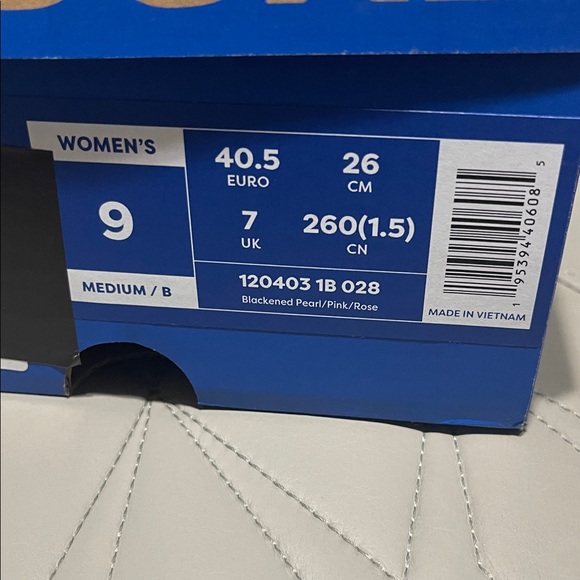 WOMEN'S
9
MEDIUM / B
40.5
EURO
26
CM
7
UK
260(1.5)
CN
120403 1B 028
Blackened Pearl/Pink/Rose
1 95394 40608 5
MADE IN VIETNAM